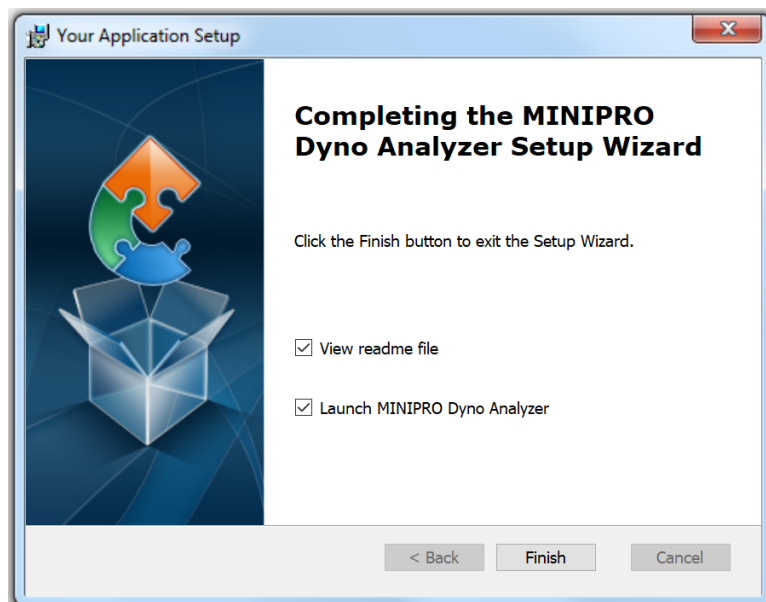 Your Application Setup
Completing the MINIPRO
Dyno Analyzer Setup Wizard
Click the Finish button to exit the Setup Wizard.
View readme file
Launch MINIPRO Dyno Analyzer
< Back Finish Cancel